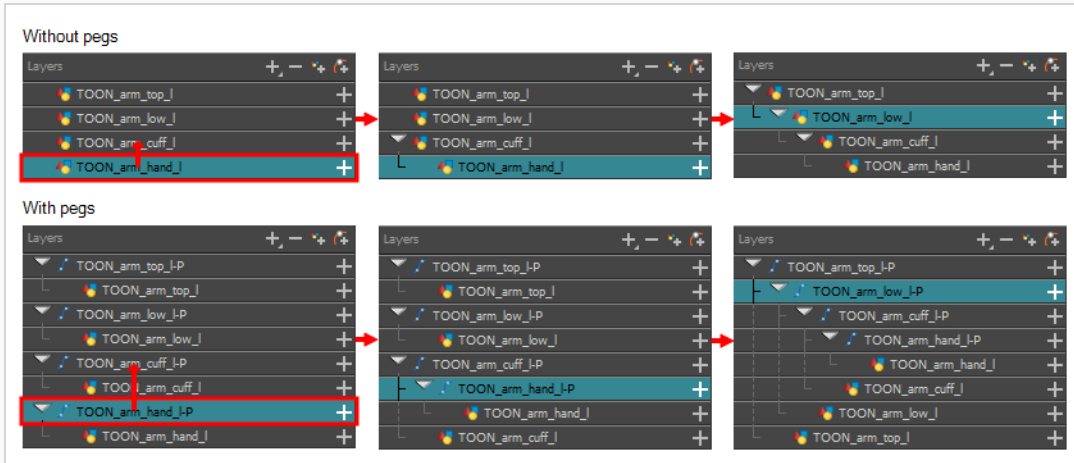 Without pegs
Layers
TOON_arm_top_l
TOON_arm_low_l
TOON_arm_cuff_l
TOON_arm_hand_l
Layers
TOON_arm_top_l
TOON_arm_low_l
TOON_arm_cuff_l
TOON_arm_hand_l
Layers
TOON_arm_top_l
TOON_arm_low_l
TOON_arm_cuff_l
TOON_arm_hand_l
With pegs
Layers
TOON_arm_top_l-P
TOON_arm_top_l
TOON_arm_low_l-P
TOON_arm_low_l
TOON_arm_cuff_l-P
TOON_arm_cuff_l
TOON_arm_hand_l-P
TOON_arm_hand_l
Layers
TOON_arm_top_l-P
TOON_arm_top_l
TOON_arm_low_l-P
TOON_arm_low_l
TOON_arm_cuff_l-P
TOON_arm_hand_l-P
TOON_arm_hand_l
TOON_arm_cuff_l
Layers
TOON_arm_top_l-P
TOON_arm_low_l-P
TOON_arm_cuff_l-P
TOON_arm_hand_l-P
TOON_arm_hand_l
TOON_arm_cuff_l
TOON_arm_low_l
TOON_arm_top_l